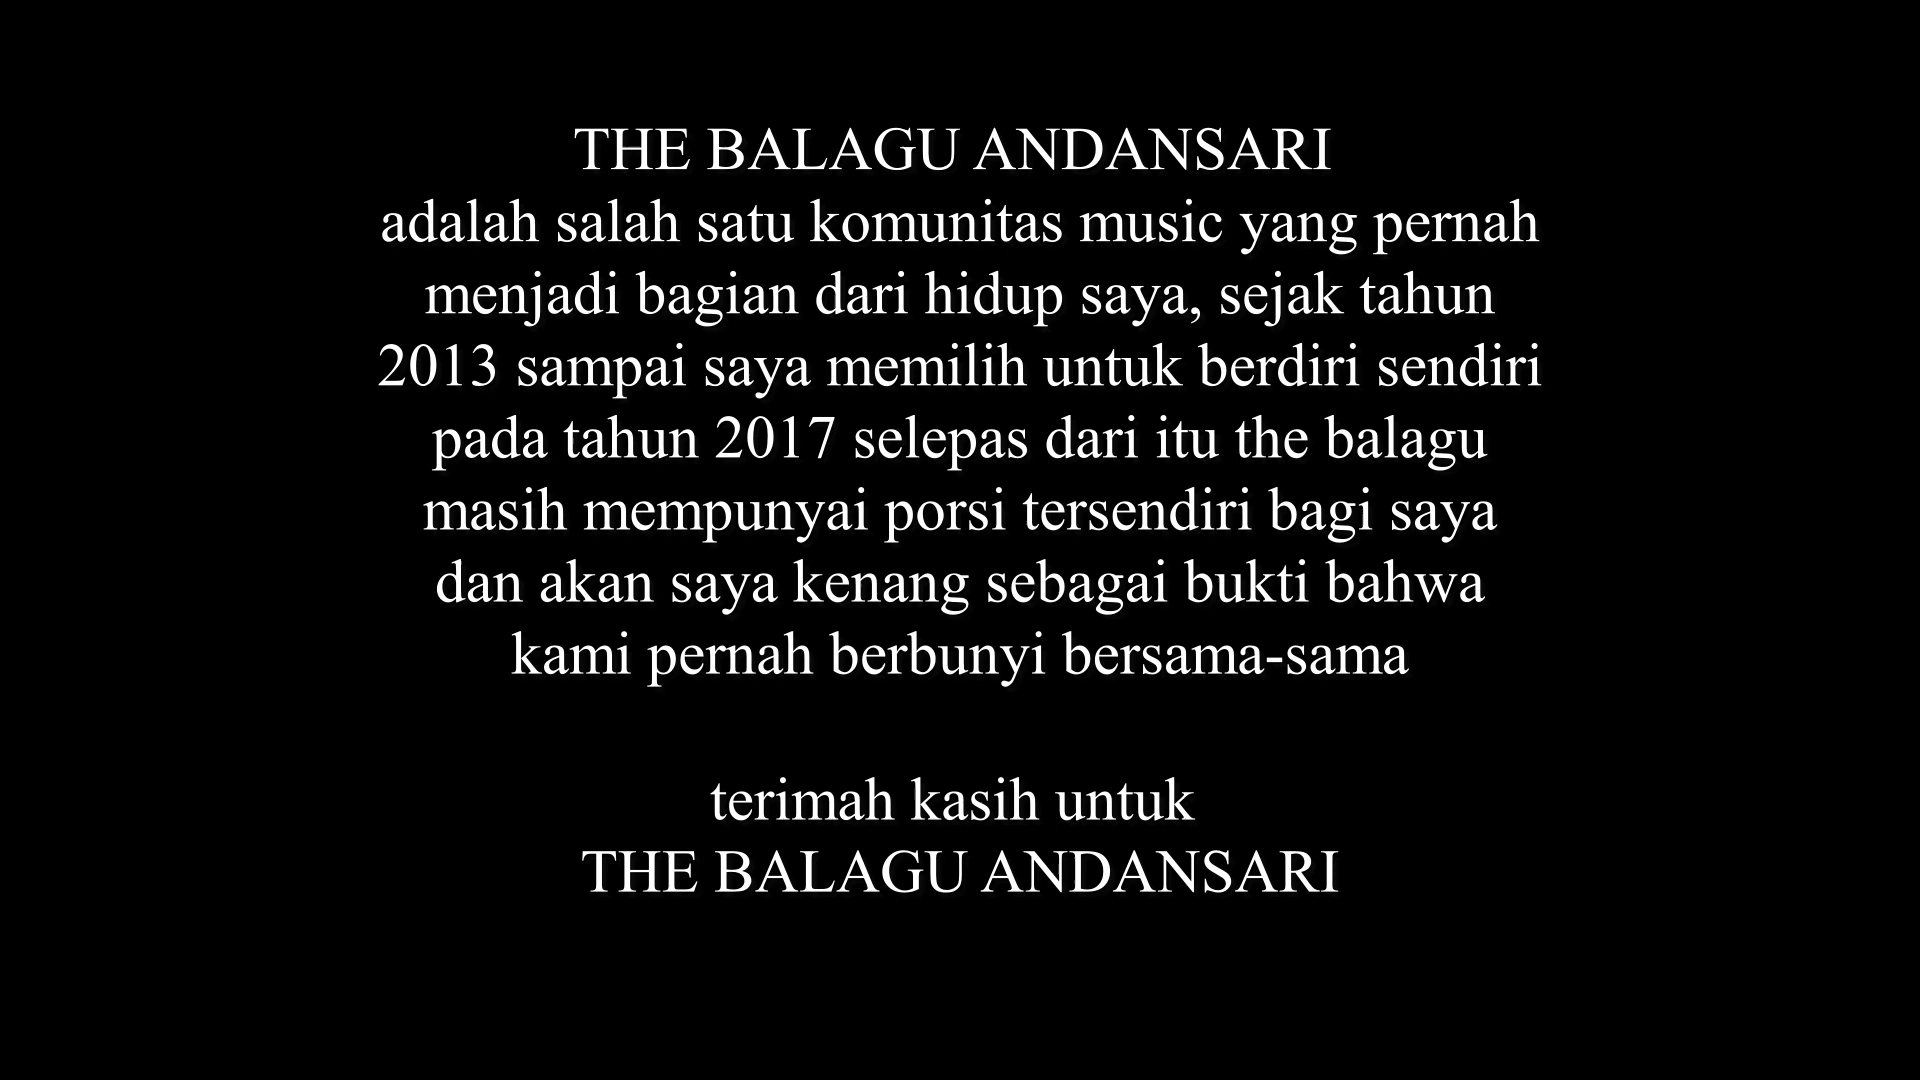 THE BALAGU ANDANSARI
adalah salah satu komunitas music yang pernah
menjadi bagian dari hidup saya, sejak tahun
2013 sampai saya memilih untuk berdiri sendiri
pada tahun 2017 selepas dari itu the balagu
masih mempunyai porsi tersendiri bagi saya
dan akan saya kenang sebagai bukti bahwa
kami pernah berbunyi bersama-sama
terimah kasih untuk
THE BALAGU ANDANSARI